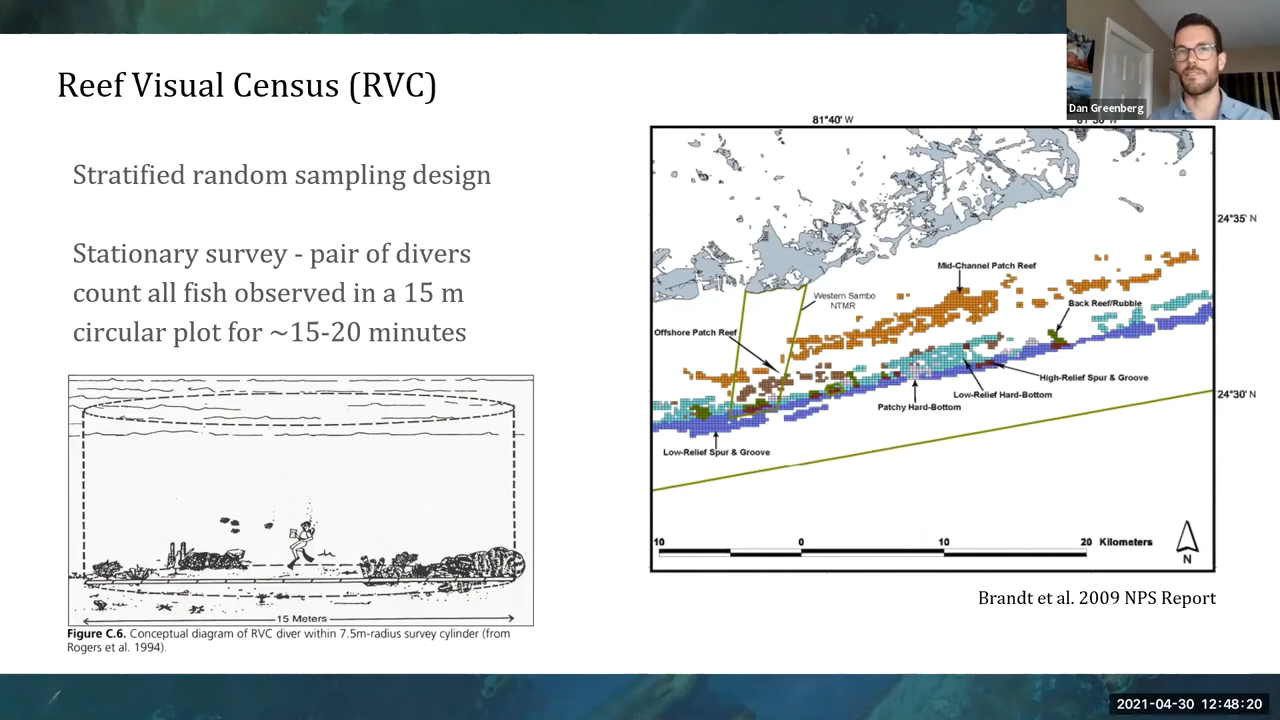 Reef Visual Census (RVC)
Dan Greenberg
Stratified random sampling design
Stationary survey - pair of divers
count all fish observed in a 15 m
circular plot for ~15-20 minutes
15 Meters
Figure C.6. Conceptual diagram of RVC diver within 7.5m-radius survey cylinder (from
Rogers et al. 1994).
81°40' W
24°35' N
Mid-Channel Patch Reef
Western Sambo
NTMR
Back Reef/Rubble
Offshore Patch Reef
High-Relief Spur & Groove
Low-Relief Hard-Bottom
24°30' N
Patchy Hard-Bottom
Low-Relief Spur & Groove
10 0 10 20 Kilometers
N
Brandt et al. 2009 NPS Report
2021-04-30 12:48:20